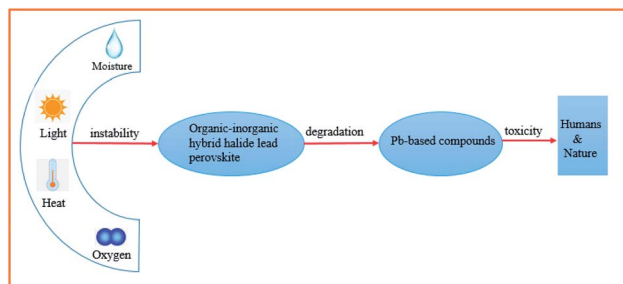 Moisture
Light
Heat
Oxygen
instability
Organic-inorganic
hybrid halide lead
perovskite
degradation
Pb-based compounds
toxicity
Humans
&
Nature